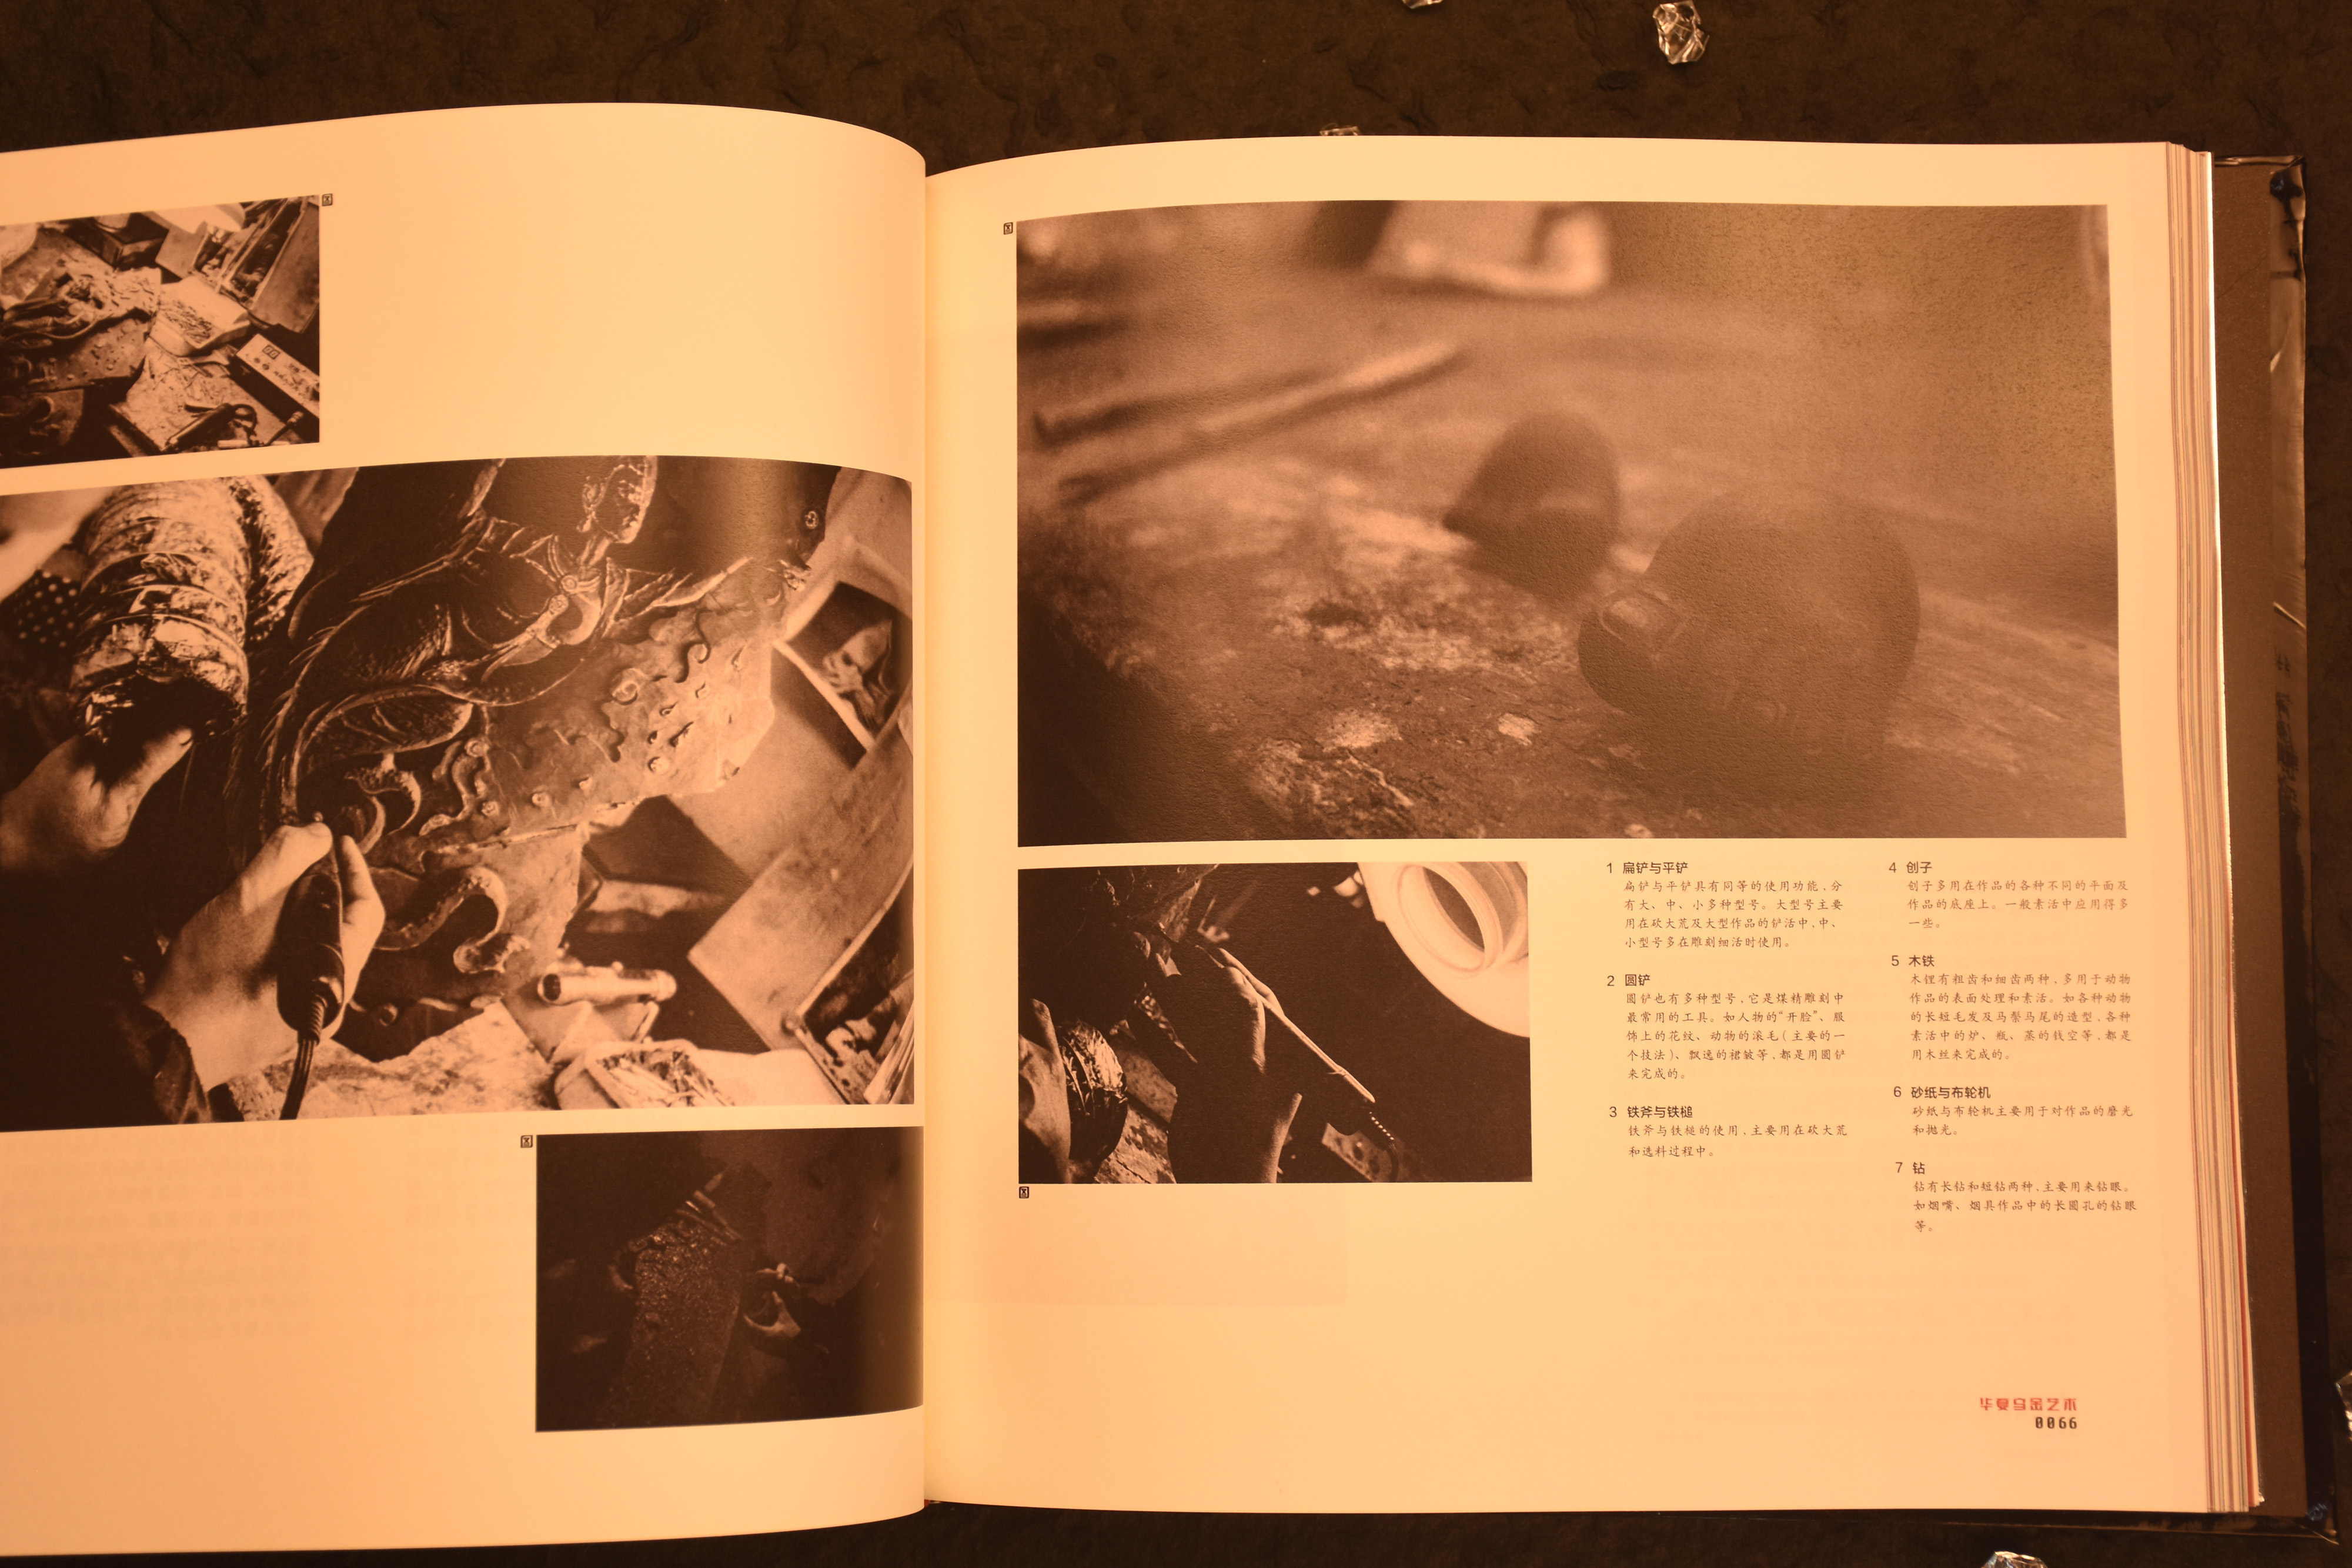 1 扁铲与平铲
扁铲与平铲具有同等的使用功能,分
有大、中、小多种型号。大型号主要
用在砍大荒及大型作品的铲活中,中、
小型号多在雕刻细活时使用。
2 圆铲
圆铲也有多种型号,它是煤精雕刻中
最常用的工具。如人物的“开脸”、服
饰上的花纹、动物的滚毛(主要的一
个技法)、飘逸的裙皱等,都是用圆铲
来完成的。
3 铁斧与铁槌
铁斧与铁槌的使用,主要用在砍大荒
和选料过程中。
4 创子
创子多用在作品的各种不同的平面及
作品的底座上。一般素活中应用得多
一些。
5 木铁
木锂有粗齿和细齿两种,多用于动物
作品的表面处理和素活。如各种动物
的长短毛发及马鬃马尾的造型,各种
素活中的炉、瓶、蒸的钱空等,都是
用木丝来完成的。
6 砂纸与布轮机
砂纸与布轮机主要用于对作品的磨光
和抛光。
7 钻
钻有长钻和短钻两种,主要用来钻眼。
如烟嘴、烟具作品中的长圆孔的钻眼
等。
华夏乌金艺术
0066